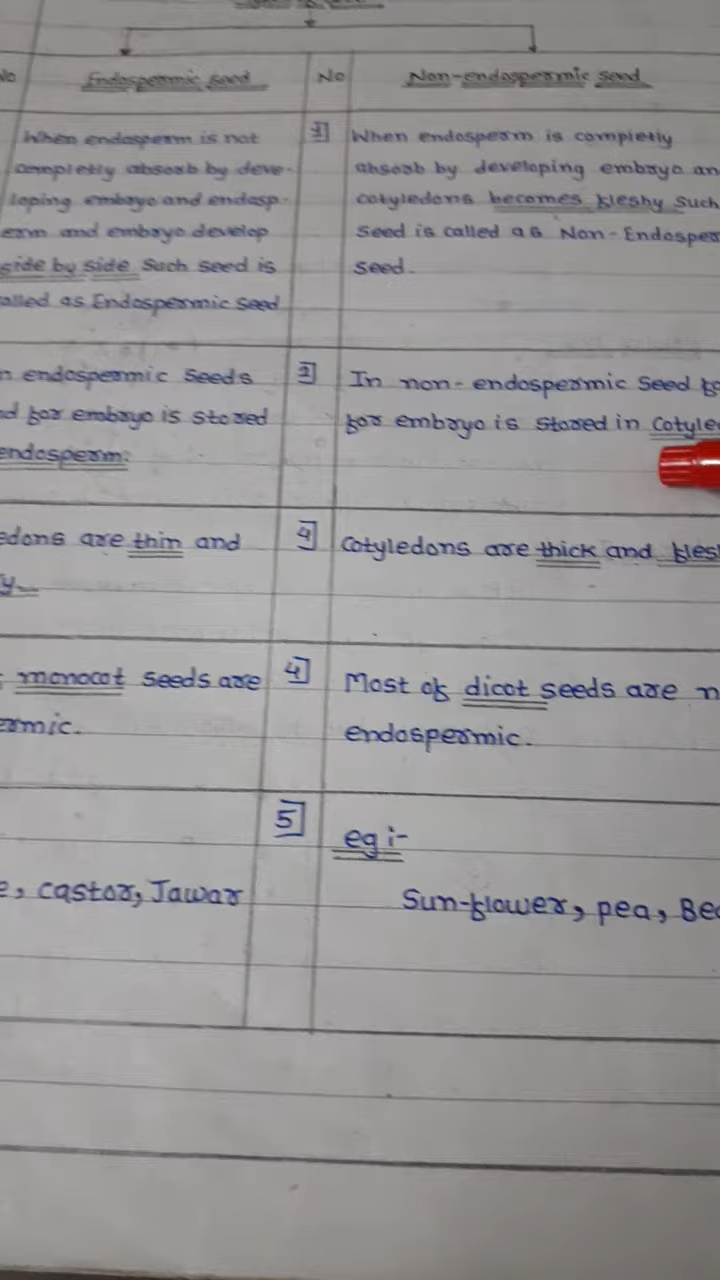 No
Endospermic seed
No
Non-endospermic seed
When endosperm is not
completly absorb by deve-
loping embryo and endosp-
erm and embryo develop
side by side such seed is
alled as Endospermic seed
1]
When endosperm is completly
absorb by developing embryo an
cotyledons becomes fleshy such
seed is called as Non-Endosper
seed.
n endospermic seeds
d for embryo is stored
endosperm.
2]
In non-endospermic seed fo
for embryo is stored in cotyle
edons are thin and
y
4]
Cotyledons are thick and fles
monocot seeds are
ermic.
4]
Most of dicot seeds are n
endospermic.
e, castor, Jawar
5]
eg:-
Sun-flower, pea, Bea